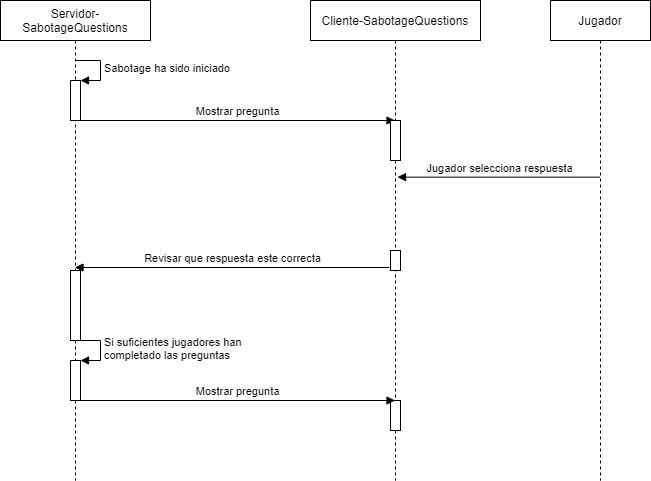 Servidor-
SabotageQuestions
Cliente-SabotageQuestions
Jugador
Sabotage ha sido iniciado
Mostrar pregunta
Jugador selecciona respuesta
Revisar que respuesta este correcta
Si suficientes jugadores han
completado las preguntas
Mostrar pregunta